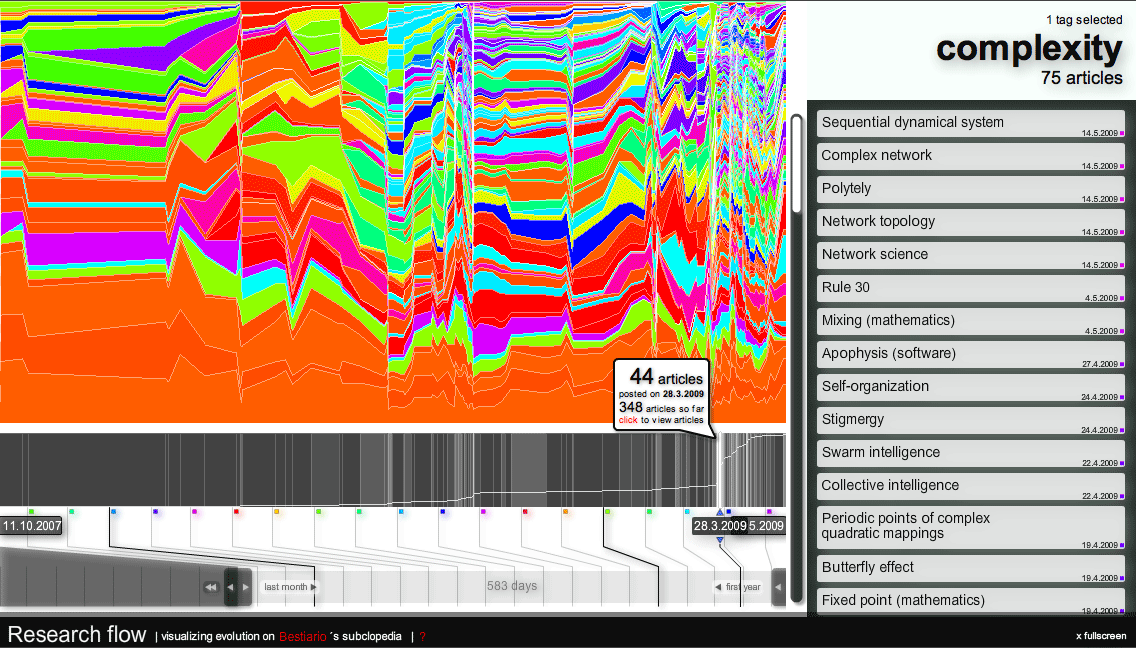 1 tag selected
complexity
75 articles
Sequential dynamical system
14.5.2009
Complex network
14.5.2009
Polytely
14.5.2009
Network topology
14.5.2009
Network science
14.5.2009
Rule 30
4.5.2009
Mixing (mathematics)
4.5.2009
Apophysis (software)
27.4.2009
Self-organization
24.4.2009
Stigmergy
24.4.2009
Swarm intelligence
22.4.2009
Collective intelligence
22.4.2009
Periodic points of complex
quadratic mappings
19.4.2009
Butterfly effect
19.4.2009
Fixed point (mathematics)
19.4.2009
44 articles
posted on 28.3.2009
348 articles so far
click to view articles
11.10.2007
28.3.2009
5.2009
last month
583 days
first year
Research flow | visualizing evolution on Bestiario ´s subclopedia | ?
x fullscreen